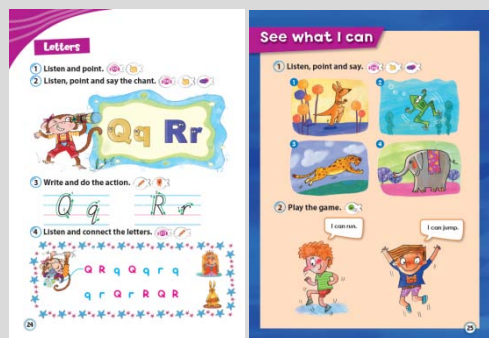 Letters
1 Listen and point.
2 Listen, point and say the chant.
Qq Rr
3 Write and do the action.
Q q R r
4 Listen and connect the letters.
Q R q Q q r q
q r Q r R Q R
24
See what I can
1 Listen, point and say.
1
2
3
4
2 Play the game.
I can run.
I can jump.
25